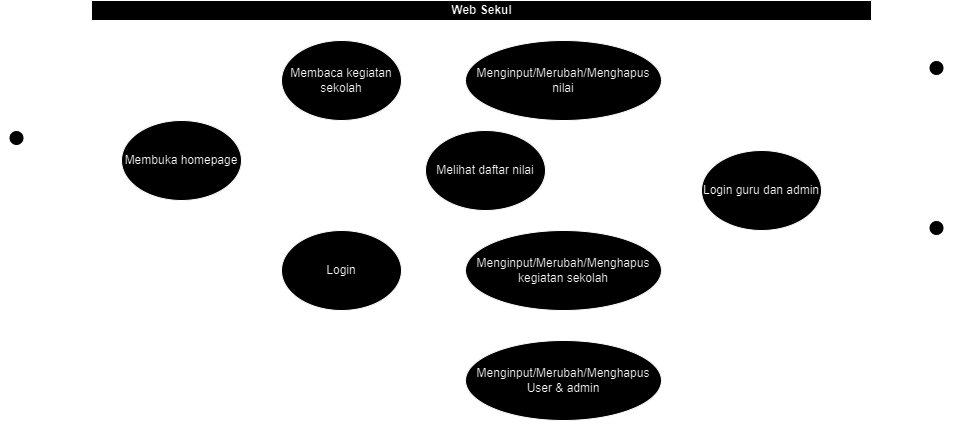 Web Sekul
Membaca kegiatan
sekolah
Menginput/Merubah/Menghapus
nilai
Membuka homepage
Melihat daftar nilai
Login guru dan admin
Login
Menginput/Merubah/Menghapus
kegiatan sekolah
Menginput/Merubah/Menghapus
User & admin